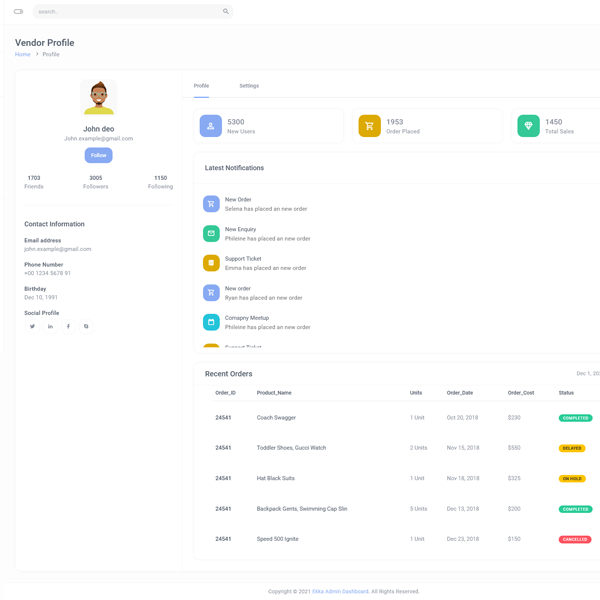 search..
Vendor Profile
Home > Profile
John deo
John.example@gmail.com
Follow
1703 3005 1150
Friends Followers Following
Contact Information
Email address
john.example@gmail.com
Phone Number
+00 1234 5678 91
Birthday
Dec 10, 1991
Social Profile
Profile Settings
5300 1953 1450
New Users Order Placed Total Sales
Latest Notifications
New Order
Selena has placed an new order
New Enquiry
Phileine has placed an new order
Support Ticket
Emma has placed an new order
New order
Ryan has placed an new order
Comapny Meetup
Phileine has placed an new order
Support Ticket
Recent Orders Dec 1, 20
Order_ID Product_Name Units Order_Date Order_Cost Status
24541 Coach Swagger 1 Unit Oct 20, 2018 $230 COMPLETED
24541 Toddler Shoes, Gucci Watch 2 Units Nov 15, 2018 $550 DELAYED
24541 Hat Black Suits 1 Unit Nov 18, 2018 $325 ON HOLD
24541 Backpack Gents, Swimming Cap Slin 5 Units Dec 13, 2018 $200 COMPLETED
24541 Speed 500 Ignite 1 Unit Dec 23, 2018 $150 CANCELLED
Copyright © 2021 Ekka Admin Dashboard. All Rights Reserved.